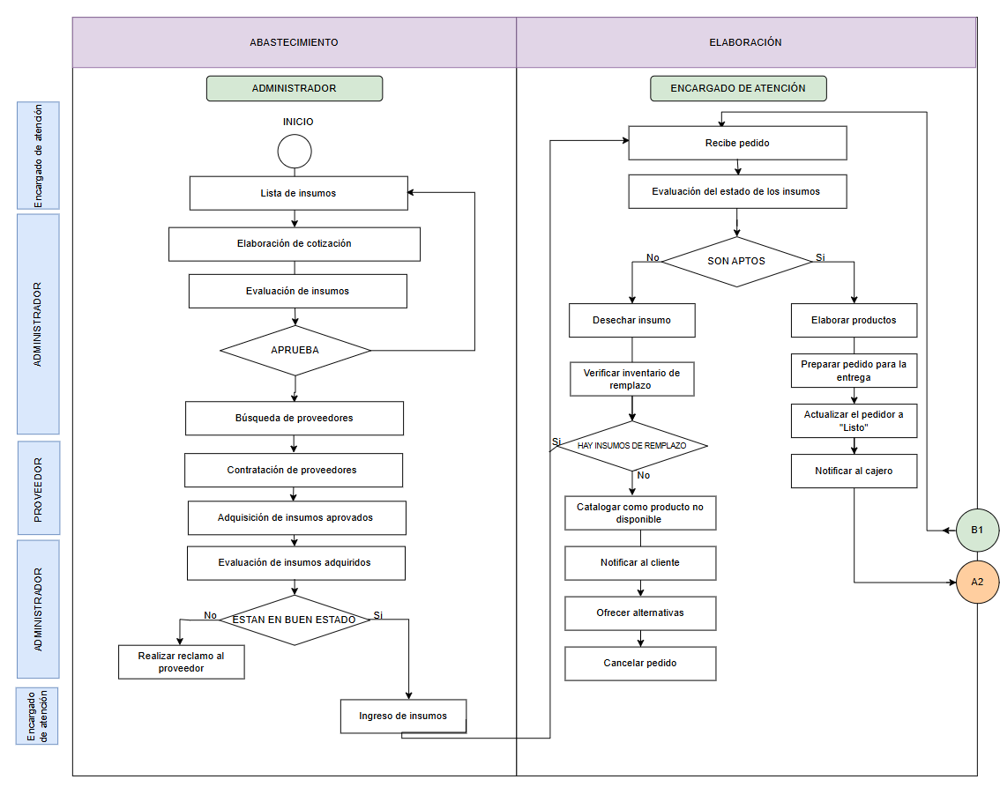 ABASTECIMIENTO
ELABORACIÓN
ADMINISTRADOR
ENCARGADO DE ATENCIÓN
Encargado de atención
ADMINISTRADOR
PROVEEDOR
ADMINISTRADOR
Encargado
de atención
INICIO
Lista de insumos
Elaboración de cotización
Evaluación de insumos
APRUEBA
Búsqueda de proveedores
Contratación de proveedores
Adquisición de insumos aprovados
Evaluación de insumos adquiridos
ESTAN EN BUEN ESTADO
No
Si
Realizar reclamo al
proveedor
Ingreso de insumos
Recibe pedido
Evaluación del estado de los insumos
SON APTOS
No
Si
Desechar insumo
Verificar inventario de
remplazo
HAY INSUMOS DE REMPLAZO
Si
No
Catalogar como producto no
disponible
Notificar al cliente
Ofrecer alternativas
Cancelar pedido
Elaborar productos
Preparar pedido para la
entrega
Actualizar el pedidor a
"Listo"
Notificar al cajero
B1
A2